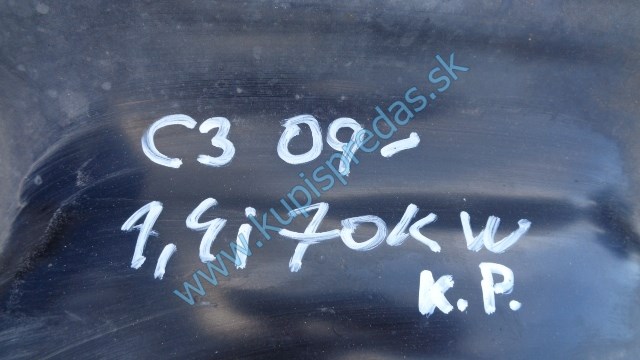 C3 09-
1,4i 70KW
K.P.
www.kupispredas.sk